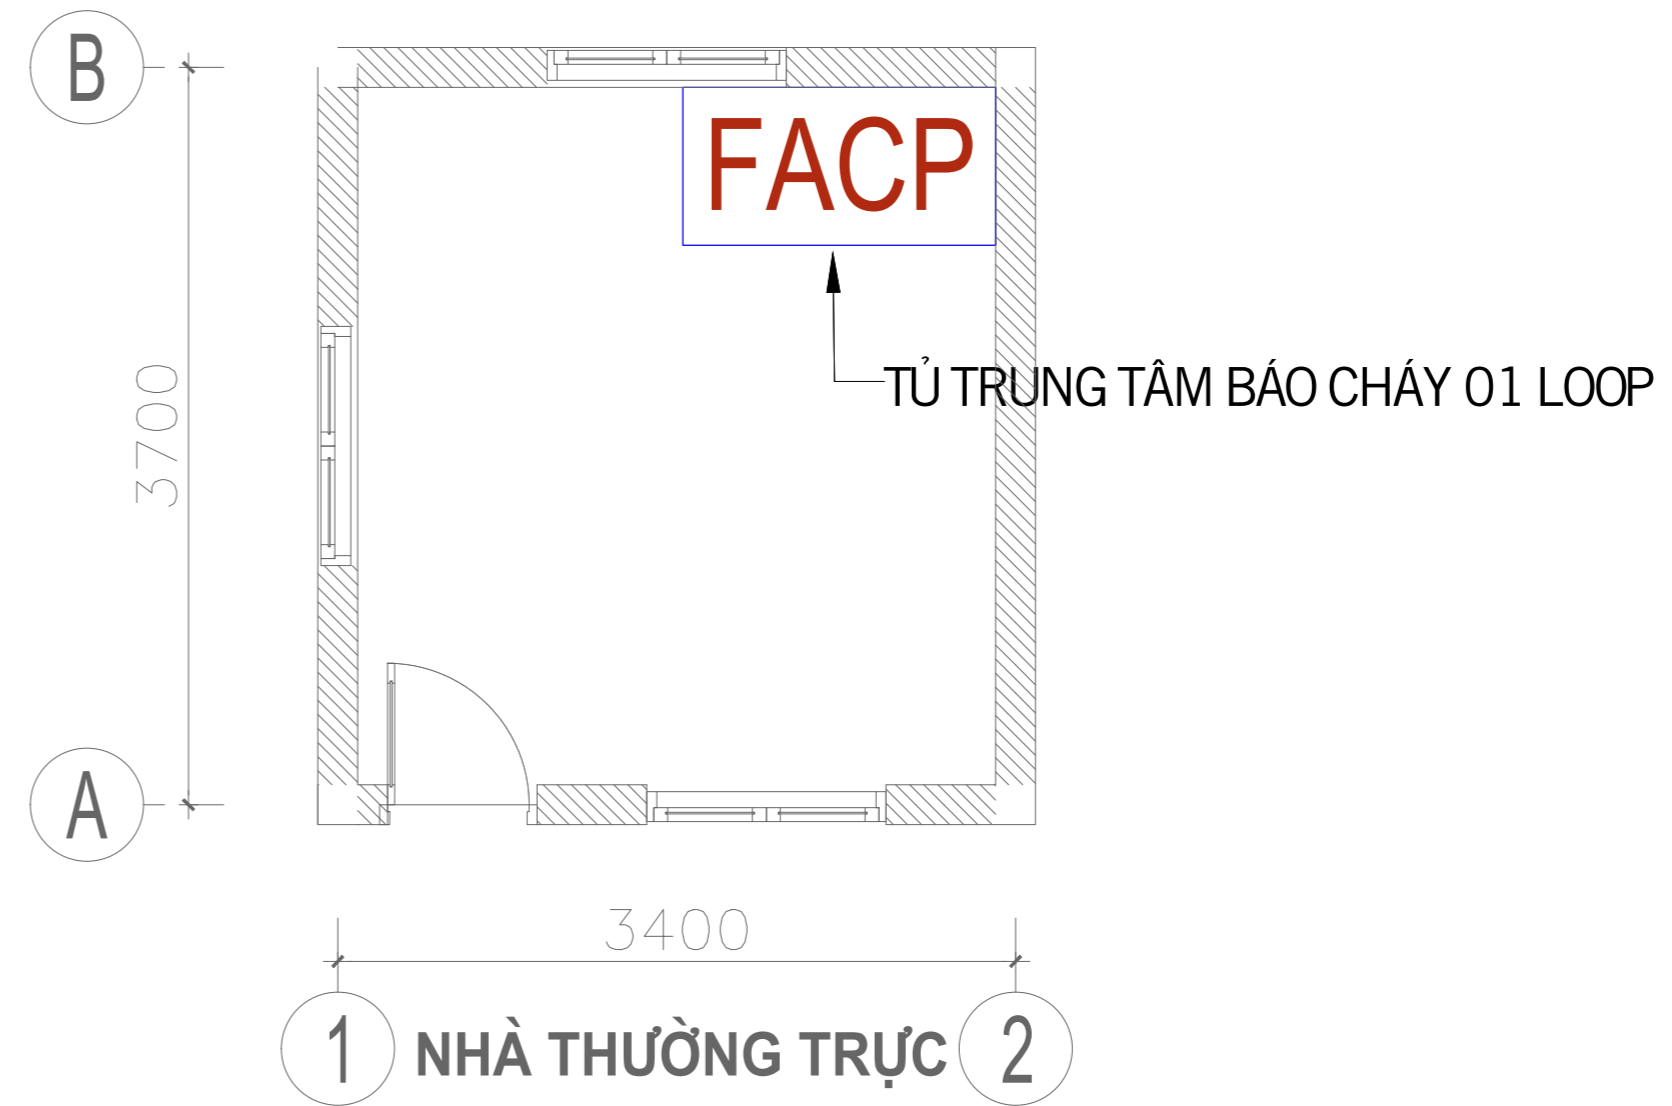 B
FACP
TỦ TRUNG TÂM BÁO CHÁY 01 LOOP
3700
A
3400
1 NHÀ THƯỜNG TRỰC 2